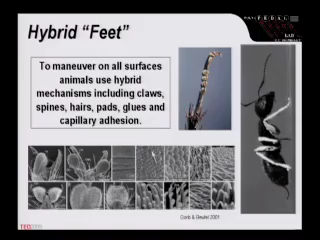 Hybrid “Feet”
To maneuver on all surfaces
animals use hybrid
mechanisms including claws,
spines, hairs, pads, glues and
capillary adhesion.
LAB
Gorb & Beutel 2001